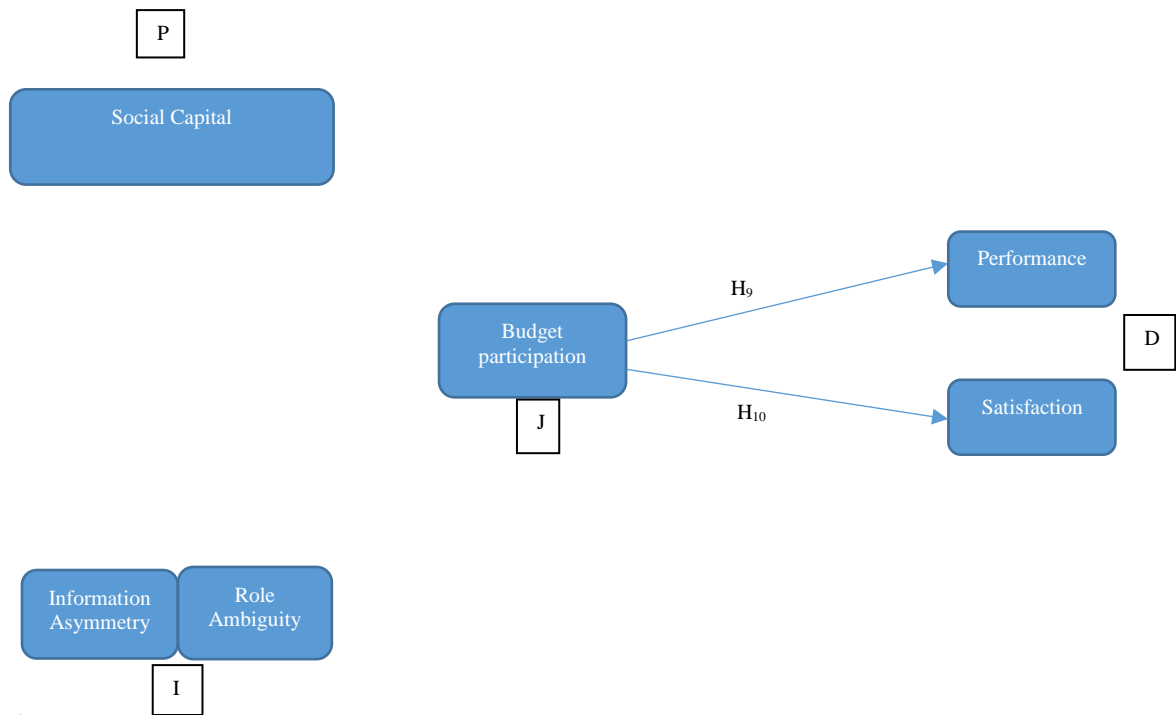 P
Social Capital
Performance
H₉
D
Budget
participation
Satisfaction
H₁₀
J
Information
Asymmetry
Role
Ambiguity
I